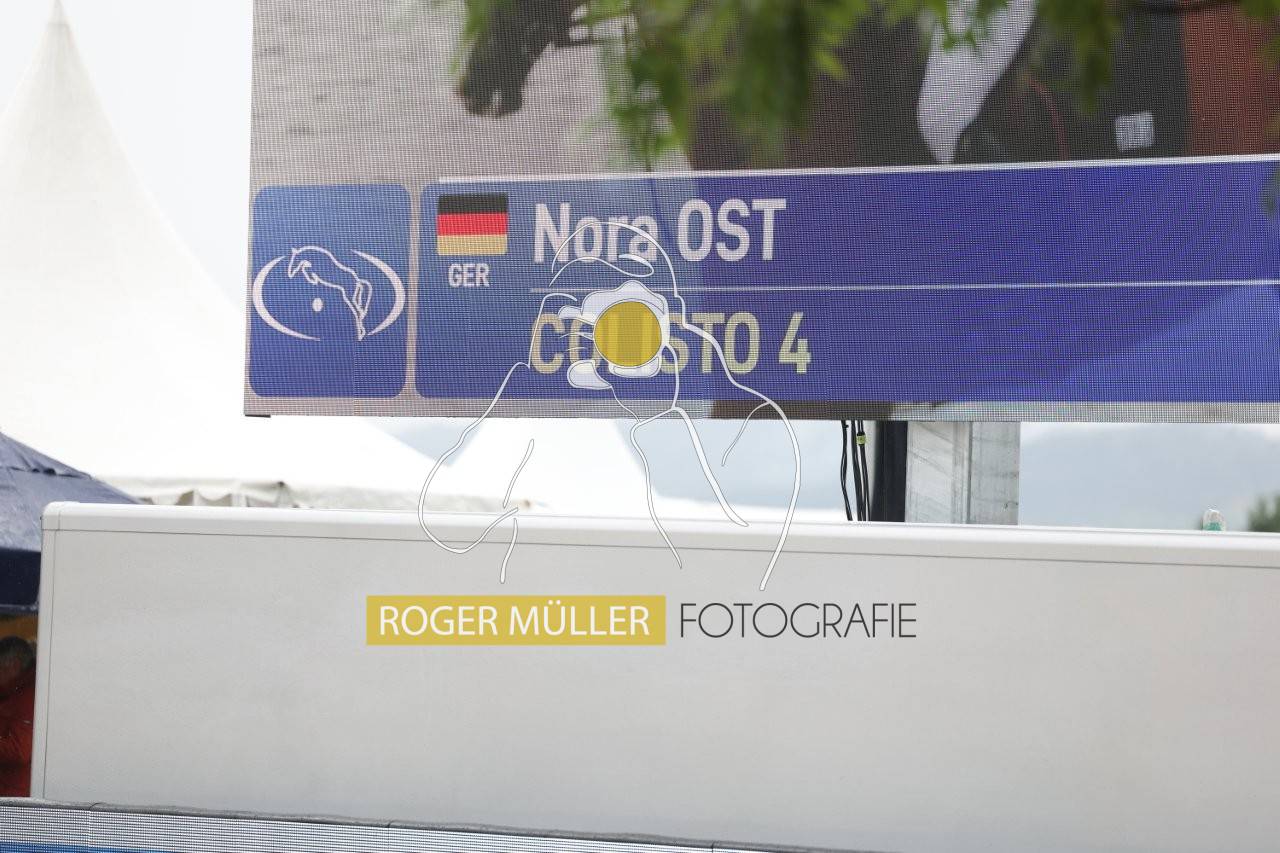 Nora OST
GER
4
ROGER MÜLLER FOTOGRAFIE